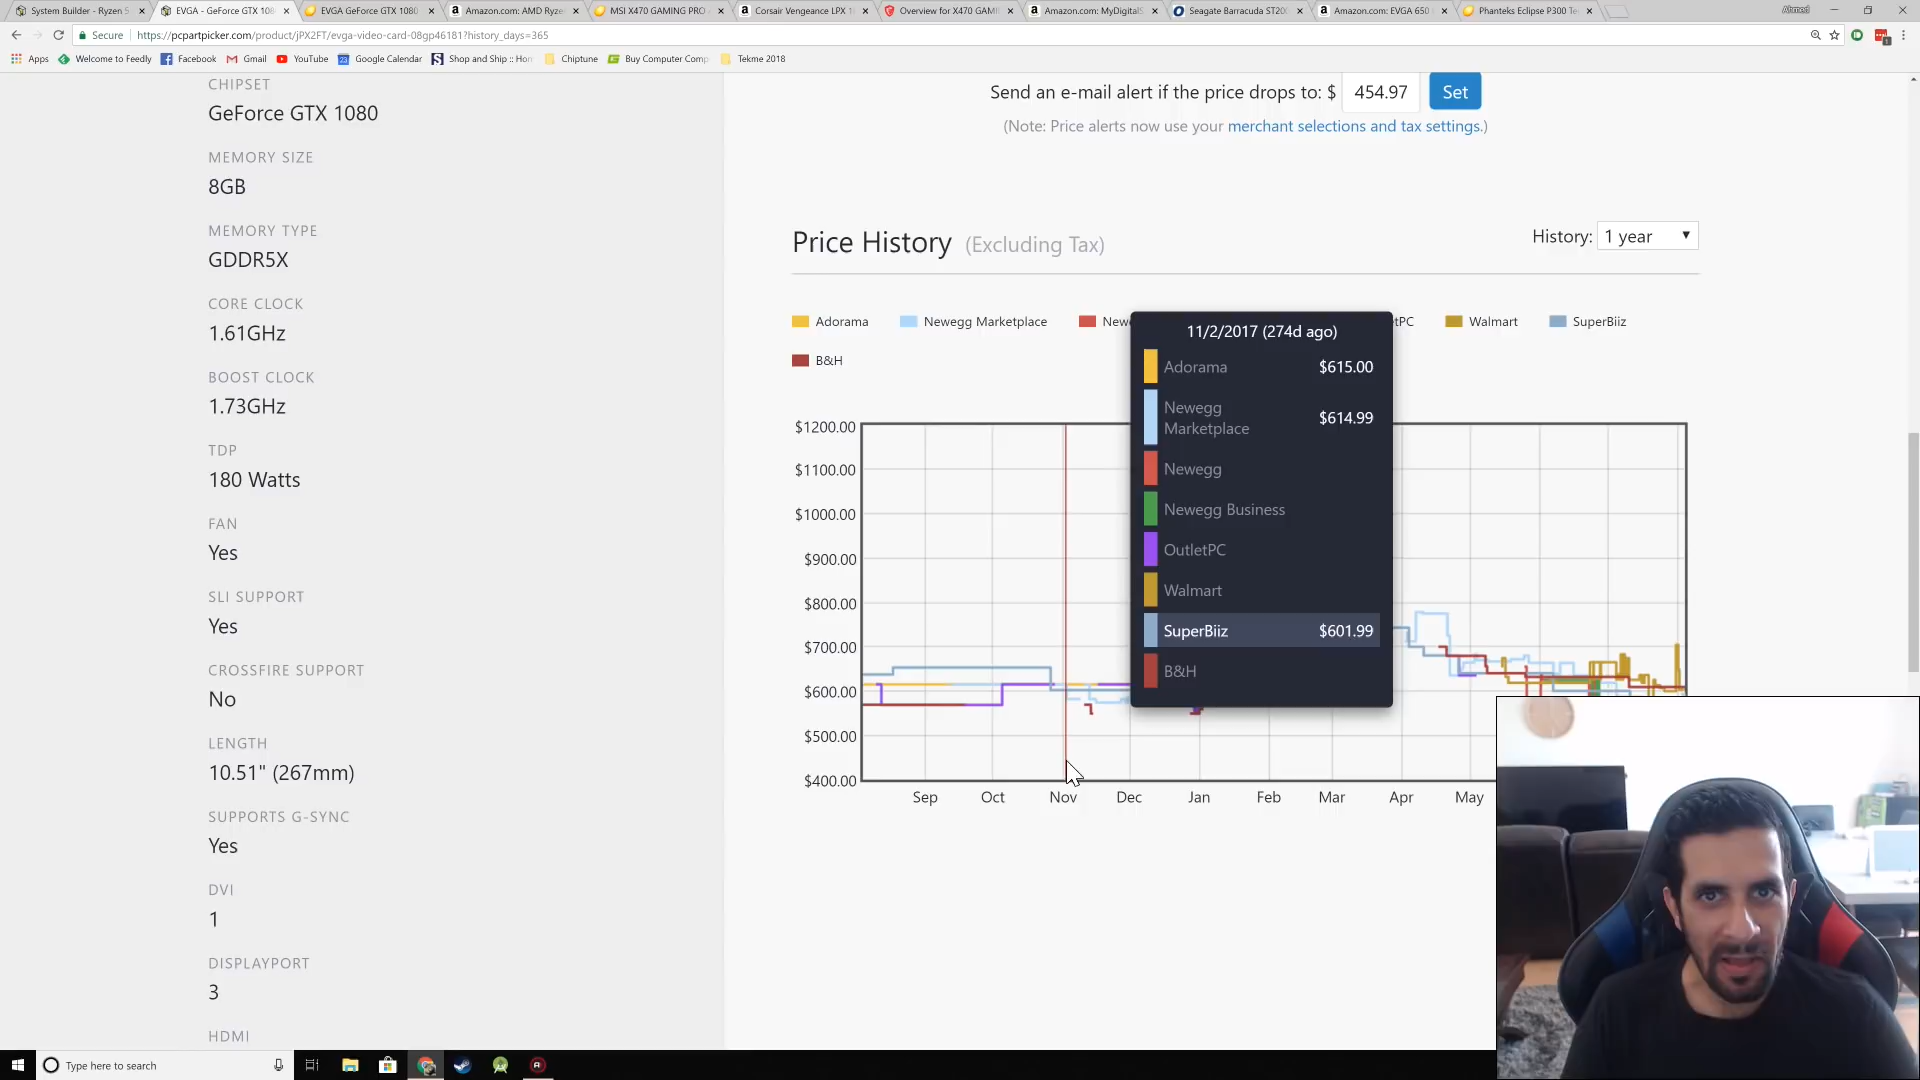 System Builder - Ryzen 5
EVGA - GeForce GTX 108
EVGA GeForce GTX 1080
Amazon.com: AMD Ryze
MSI X470 GAMING PRO
Corsair Vengeance LPX 1
Overview for X470 GAMI
Amazon.com: MyDigitalS
Seagate Barracuda ST200
Amazon.com: EVGA 650
Phanteks Eclipse P300 Te
Ahmed
Secure
https://pcpartpicker.com/product/jPX2FT/evga-video-card-08gp46181?history_days=365
Apps
Welcome to Feedly
Facebook
Gmail
YouTube
Google Calendar
Shop and Ship :: Hom
Chiptune
Buy Computer Comp
Tekme 2018
CHIPSET
GeForce GTX 1080
MEMORY SIZE
8GB
MEMORY TYPE
GDDR5X
CORE CLOCK
1.61GHz
BOOST CLOCK
1.73GHz
TDP
180 Watts
FAN
Yes
SLI SUPPORT
Yes
CROSSFIRE SUPPORT
No
LENGTH
10.51" (267mm)
SUPPORTS G-SYNC
Yes
DVI
1
DISPLAYPORT
3
HDMI
Send an e-mail alert if the price drops to: $ 454.97 Set
(Note: Price alerts now use your merchant selections and tax settings.)
Price History (Excluding Tax)
History: 1 year
Adorama
Newegg Marketplace
New
tPC
Walmart
SuperBiiz
B&H
11/2/2017 (274d ago)
Adorama $615.00
Newegg
Marketplace $614.99
Newegg
Newegg Business
OutletPC
Walmart
SuperBiiz $601.99
B&H
$1200.00
$1100.00
$1000.00
$900.00
$800.00
$700.00
$600.00
$500.00
$400.00
Sep Oct Nov Dec Jan Feb Mar Apr May
Type here to search